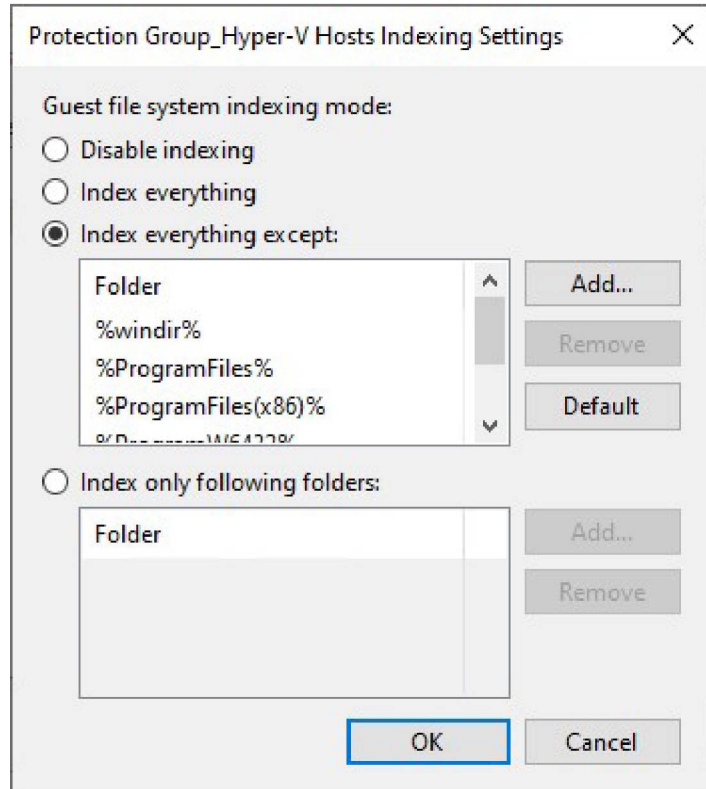 Protection Group_Hyper-V Hosts Indexing Settings
Guest file system indexing mode:
Disable indexing
Index everything
Index everything except:
Folder
Add...
%windir%
Remove
%ProgramFiles%
%ProgramFiles(x86)%
Default
%ProgramW6432%
Index only following folders:
Folder
Add...
Remove
OK
Cancel